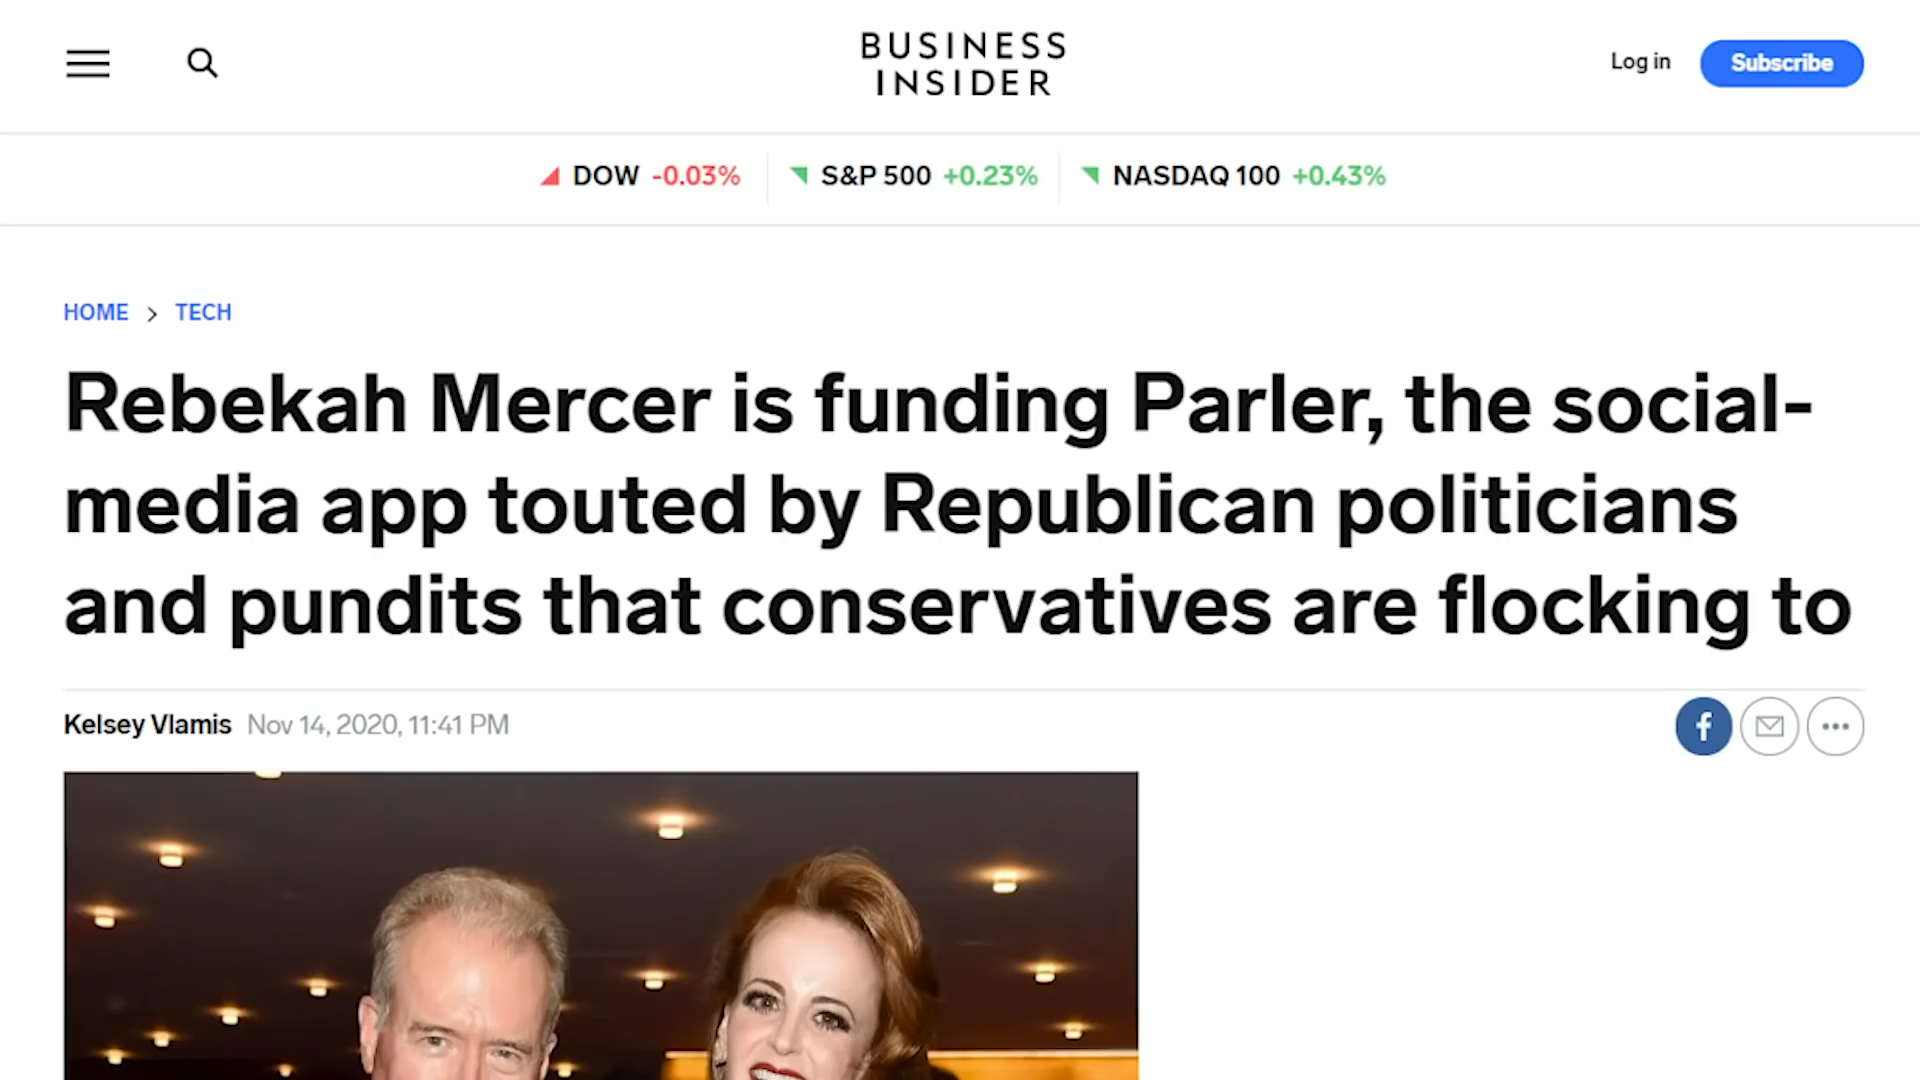 BUSINESS
INSIDER
Log in
Subscribe
DOW -0.03%
S&P 500 +0.23%
NASDAQ 100 +0.43%
HOME > TECH
Rebekah Mercer is funding Parler, the social-
media app touted by Republican politicians
and pundits that conservatives are flocking to
Kelsey Vlamis Nov 14, 2020, 11:41 PM
f